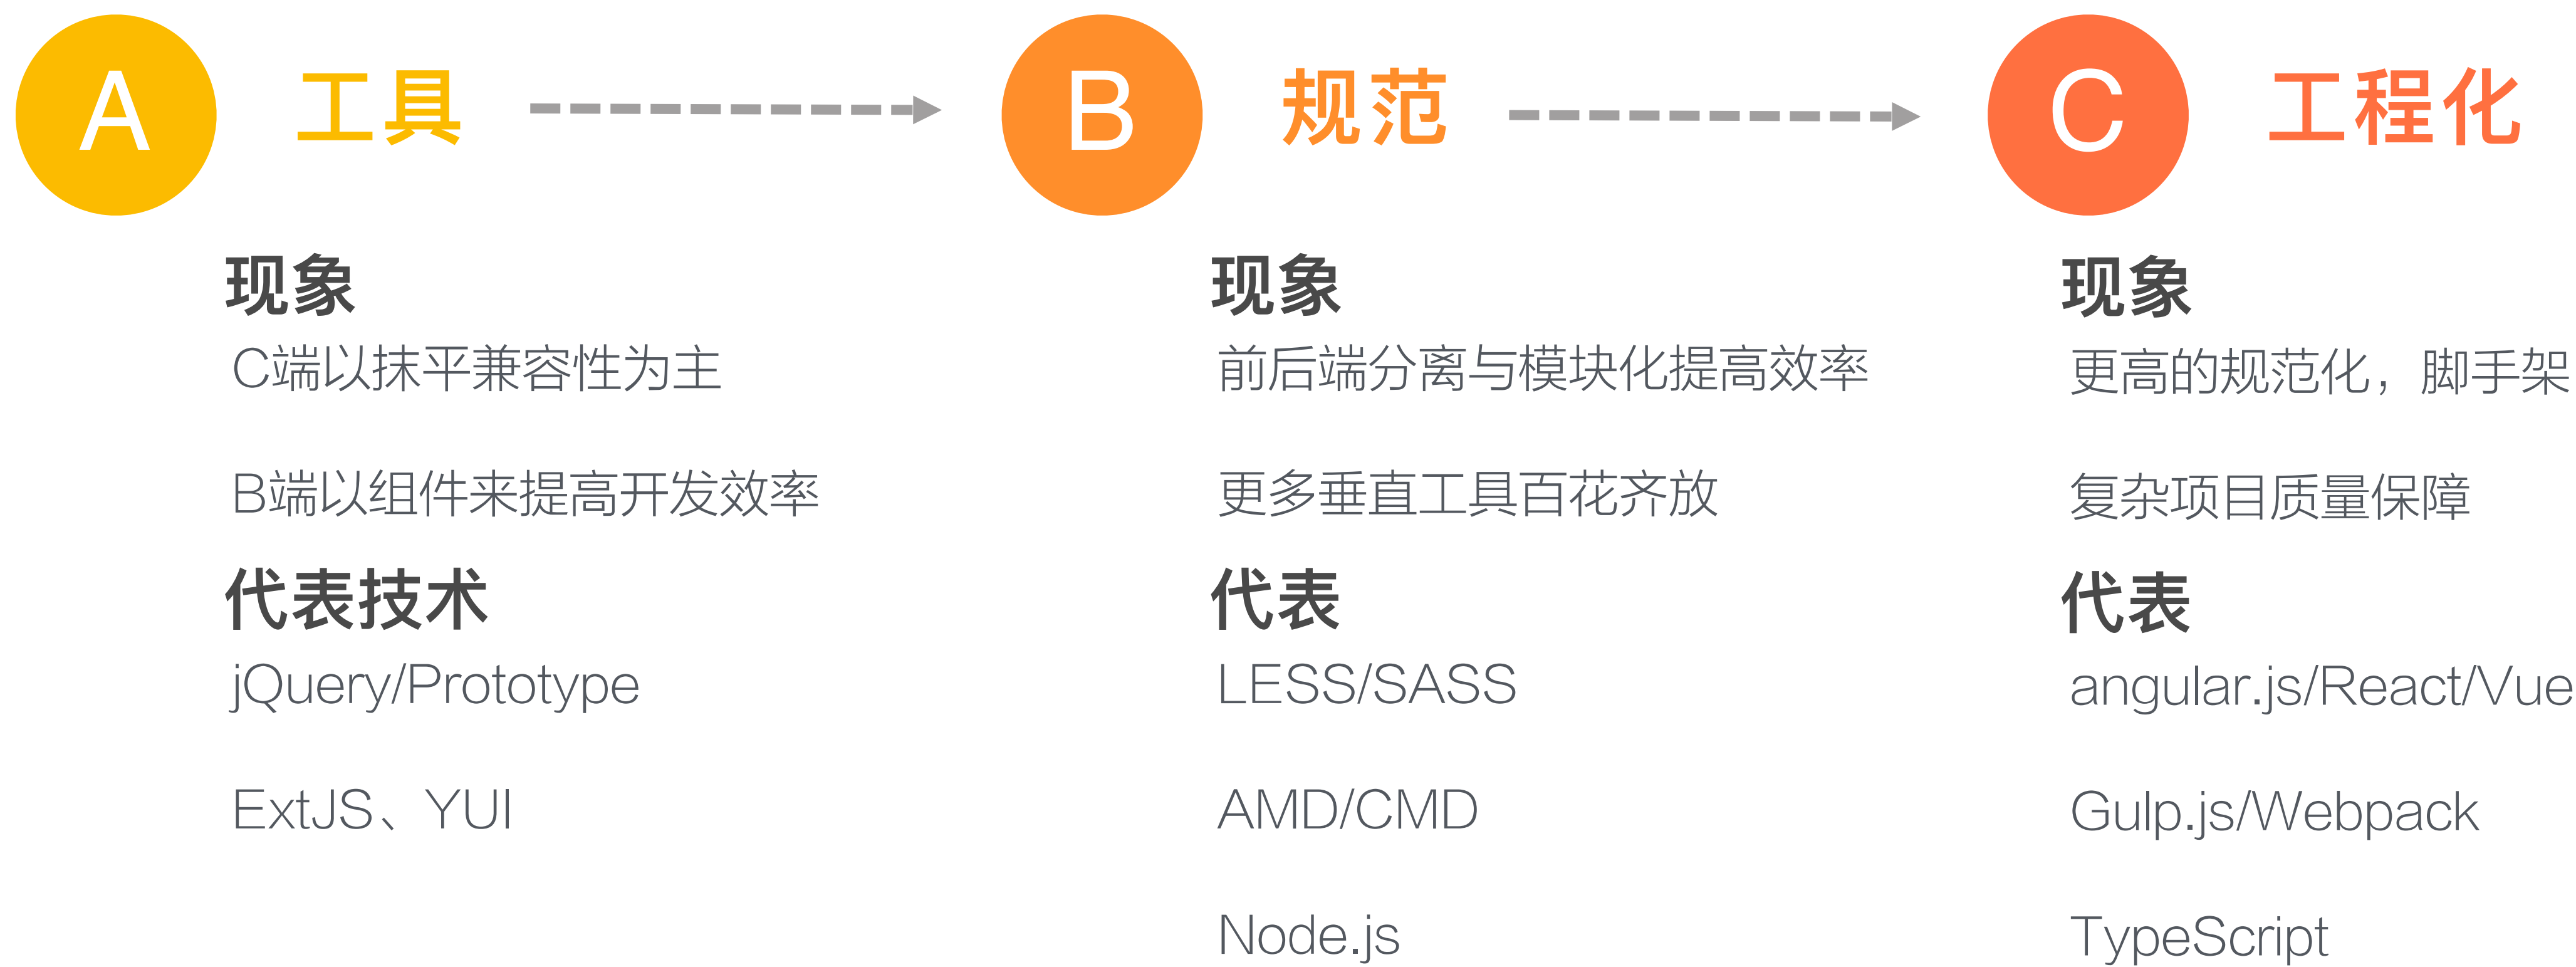 A 工具
现象
C端以抹平兼容性为主
B端以组件来提高开发效率
代表技术
jQuery/Prototype
ExtJS、YUI
B 规范
现象
前后端分离与模块化提高效率
更多垂直工具百花齐放
代表
LESS/SASS
AMD/CMD
Node.js
C 工程化
现象
更高的规范化，脚手架
复杂项目质量保障
代表
angular.js/React/Vue
Gulp.js/Webpack
TypeScript